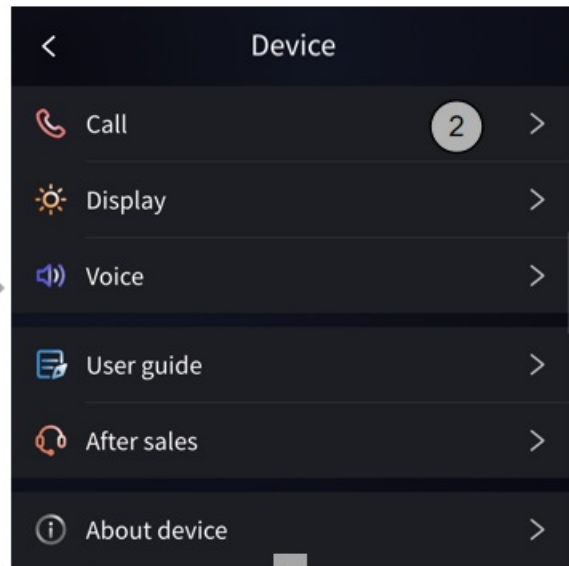 Device
Call 2
Display
Voice
User guide
After sales
About device